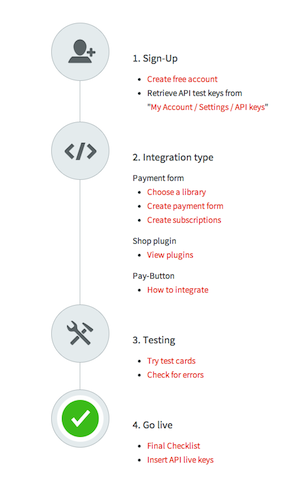 1. Sign-Up
• Create free account
• Retrieve API test keys from
"My Account / Settings / API keys"
2. Integration type
Payment form
• Choose a library
• Create payment form
• Create subscriptions
Shop plugin
• View plugins
Pay-Button
• How to integrate
3. Testing
• Try test cards
• Check for errors
4. Go live
• Final Checklist
• Insert API live keys